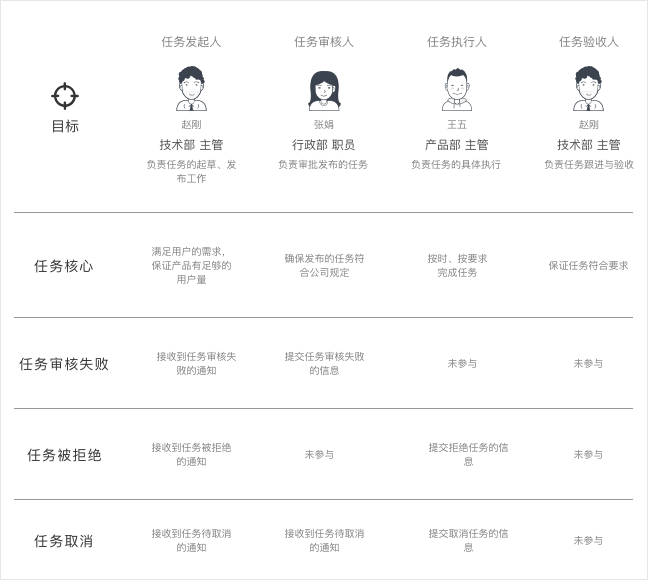 任务发起人 任务审核人 任务执行人 任务验收人
目标
赵刚 张娟 王五 赵刚
技术部 主管 行政部 职员 产品部 主管 技术部 主管
负责任务的起草、发 负责审批发布的任务 负责任务的具体执行 负责任务跟进与验收
布工作
任务核心
满足用户的需求，
保证产品有足够的
用户量
确保发布的任务符
合公司规定
按时、按要求
完成任务
保证任务符合要求
任务审核失败
接收到任务审核失
败的通知
提交任务审核失败
的信息
未参与
未参与
任务被拒绝
接收到任务被拒绝
的通知
未参与
提交拒绝任务的信
息
未参与
任务取消
接收到任务待取消
的通知
接收到任务待取消
的通知
提交取消任务的信
息
未参与